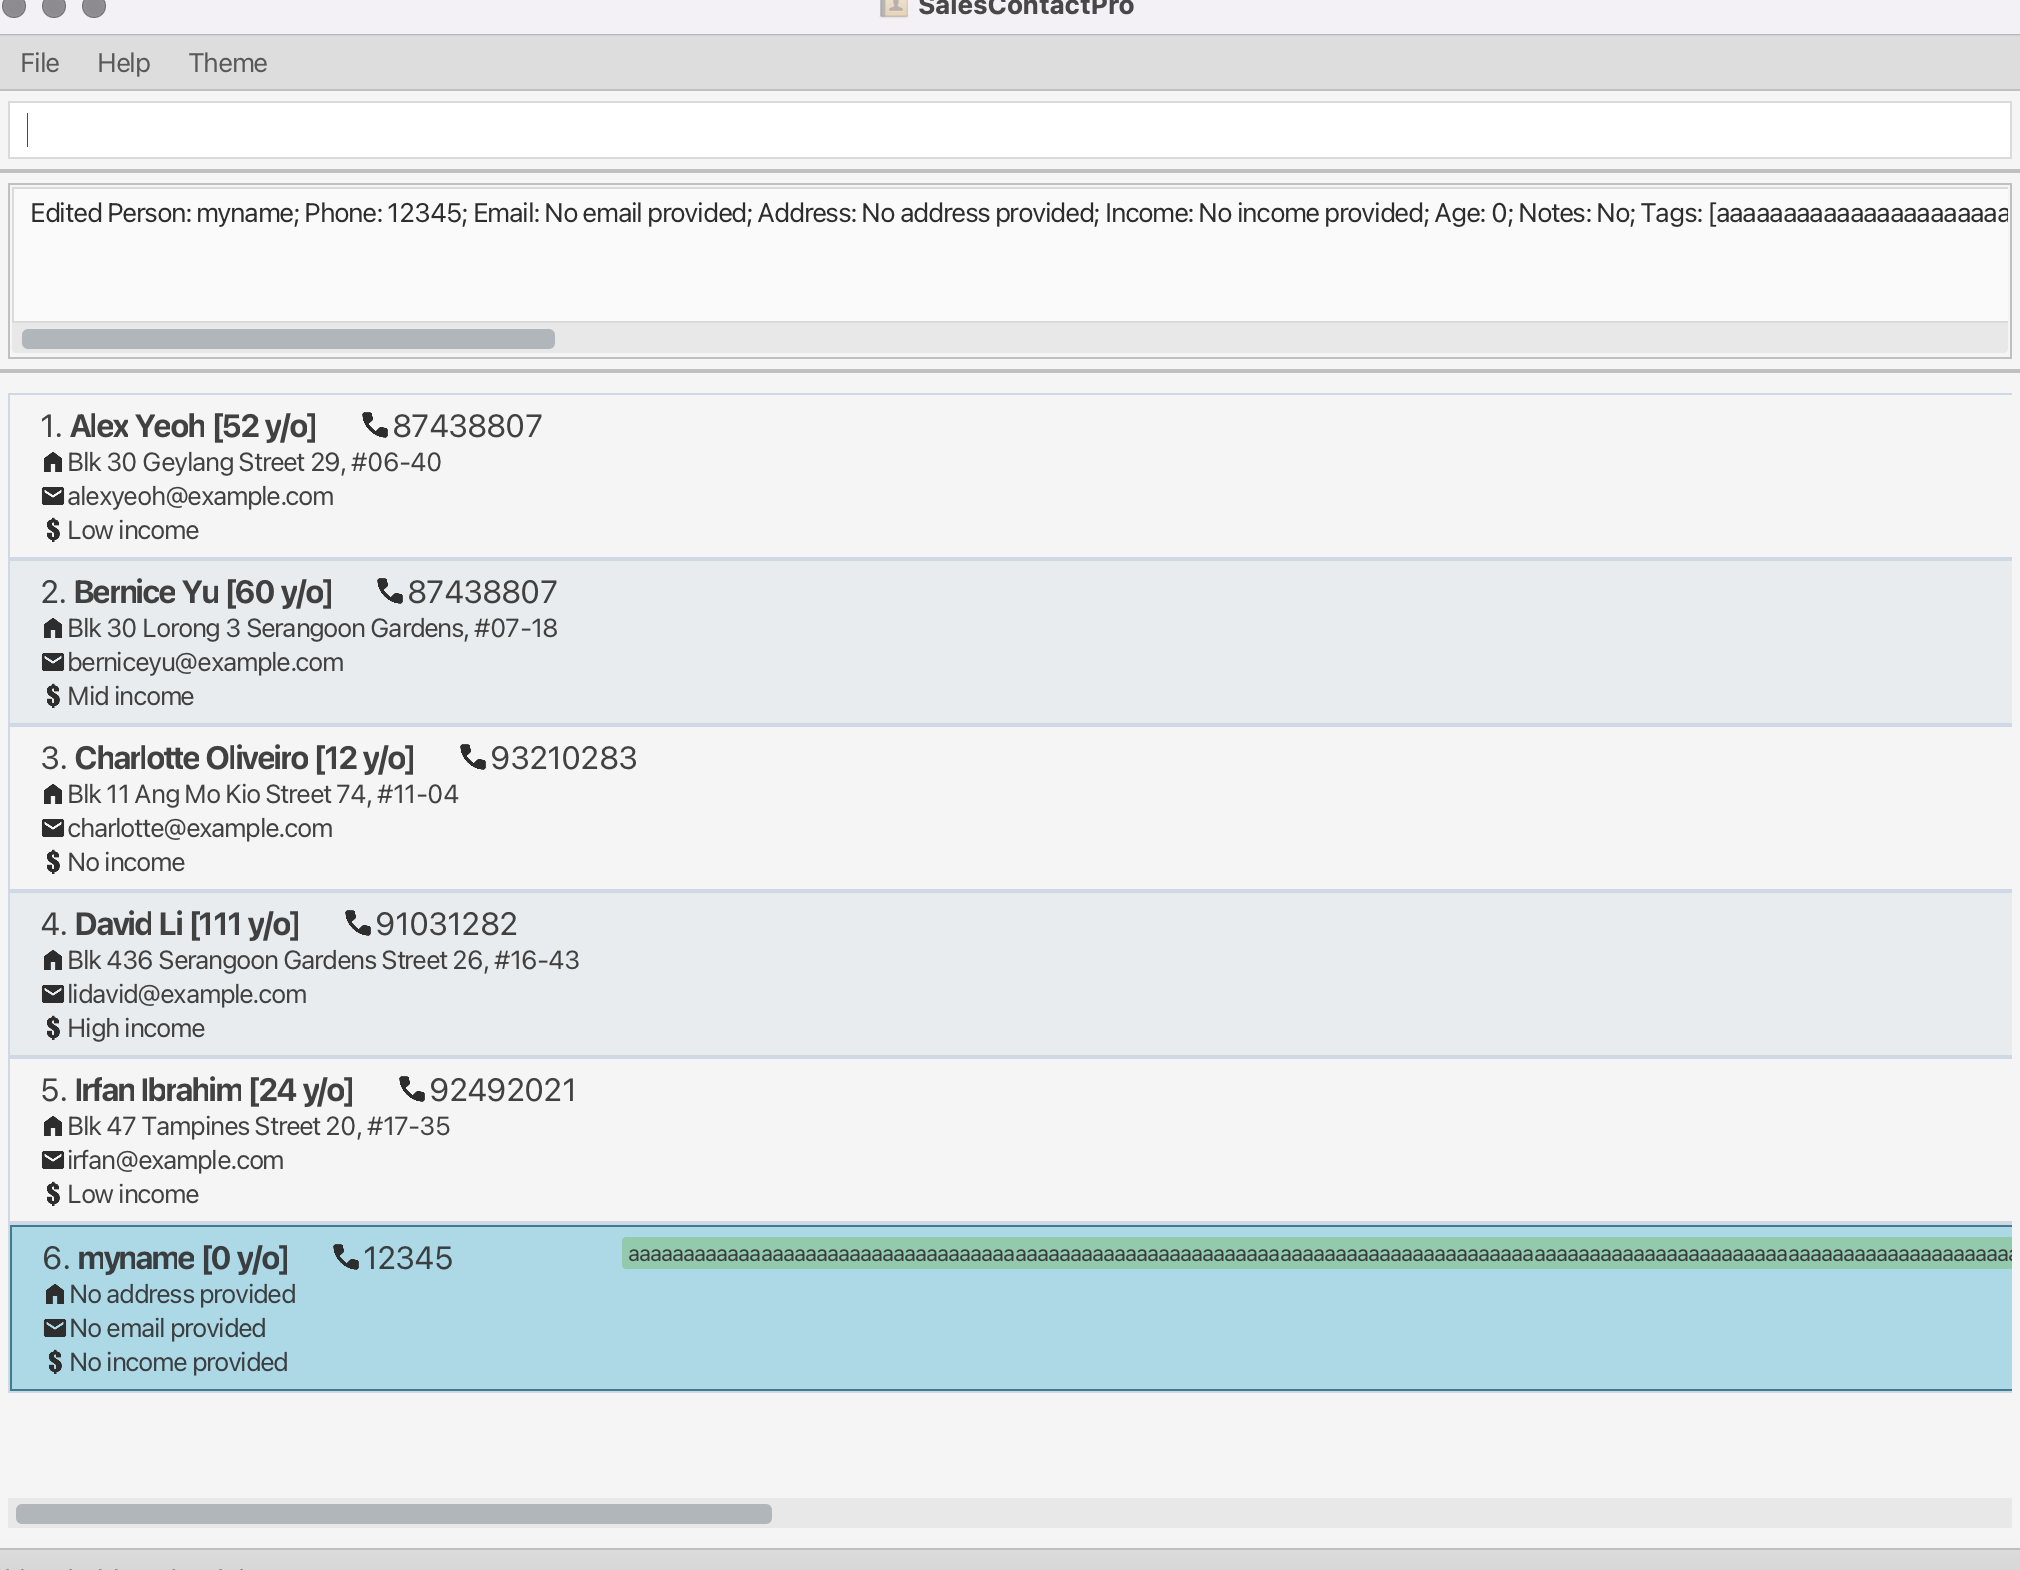 SalesContactPro
File Help Theme
Edited Person: myname; Phone: 12345; Email: No email provided; Address: No address provided; Income: No income provided; Age: 0; Notes: No; Tags: [aaaaaaaaaaaaaaaaaaaaaa
1. Alex Yeoh [52 y/o] 87438807
Blk 30 Geylang Street 29, #06-40
alexyeoh@example.com
$ Low income
2. Bernice Yu [60 y/o] 87438807
Blk 30 Lorong 3 Serangoon Gardens, #07-18
berniceyu@example.com
$ Mid income
3. Charlotte Oliveiro [12 y/o] 93210283
Blk 11 Ang Mo Kio Street 74, #11-04
charlotte@example.com
$ No income
4. David Li [111 y/o] 91031282
Blk 436 Serangoon Gardens Street 26, #16-43
lidavid@example.com
$ High income
5. Irfan Ibrahim [24 y/o] 92492021
Blk 47 Tampines Street 20, #17-35
irfan@example.com
$ Low income
6. myname [0 y/o] 12345
No address provided
No email provided
$ No income provided